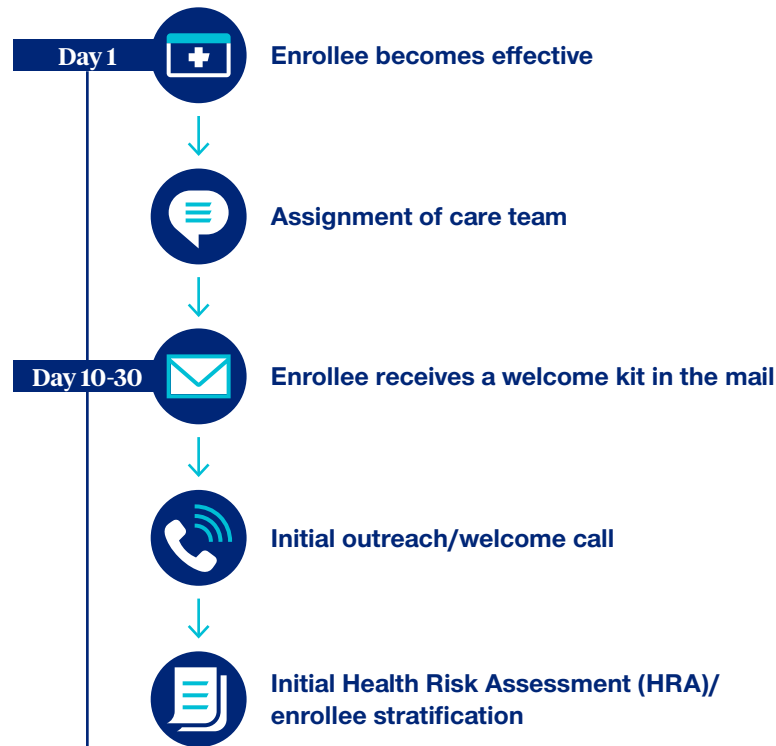 Day 1
Enrollee becomes effective
Assignment of care team
Day 10-30
Enrollee receives a welcome kit in the mail
Initial outreach/welcome call
Initial Health Risk Assessment (HRA)/
enrollee stratification